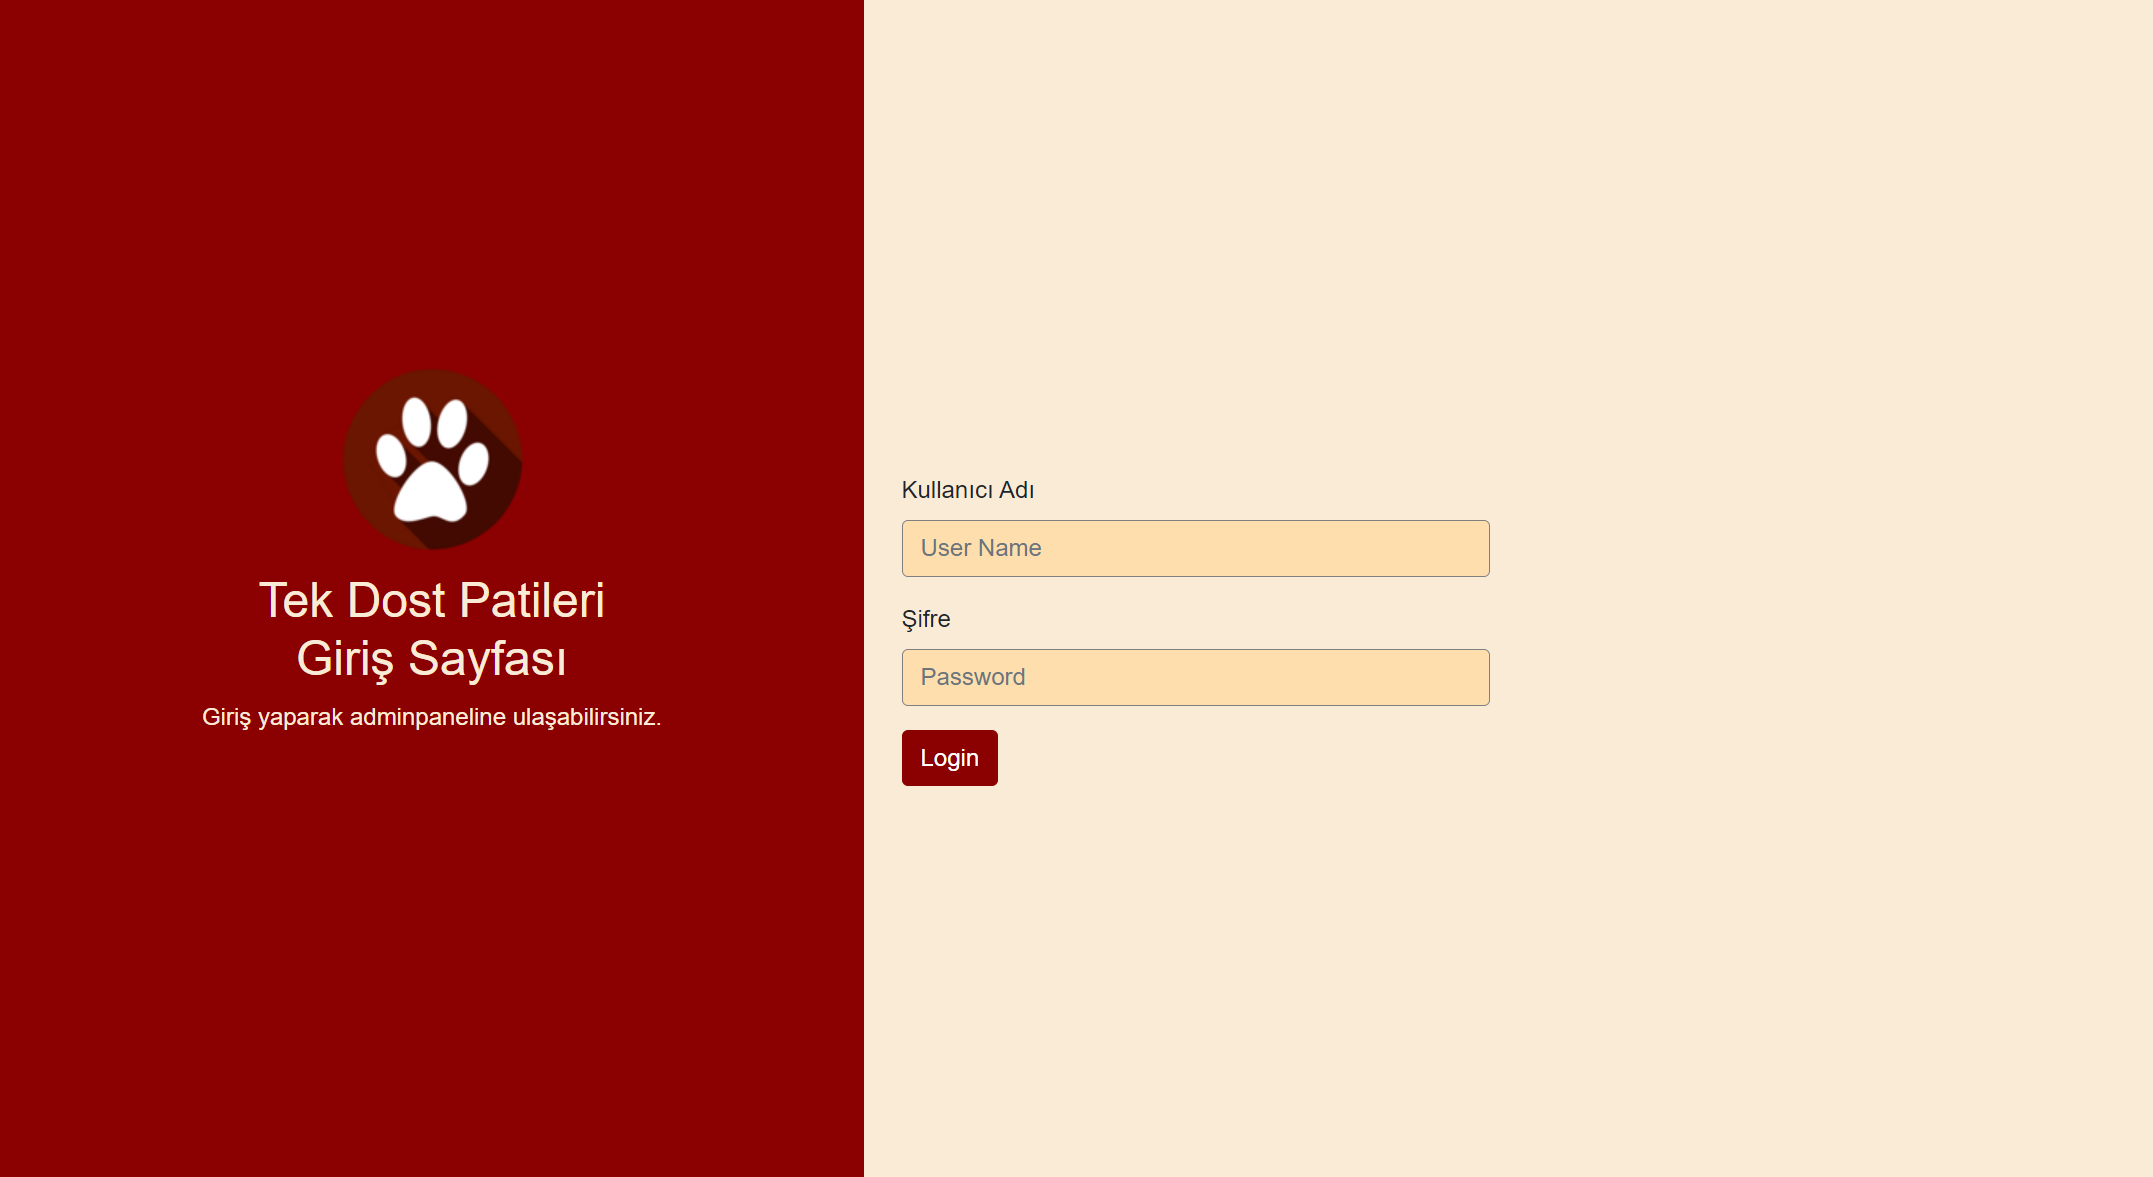 Tek Dost Patileri
Giriş Sayfası
Giriş yaparak adminpaneline ulaşabilirsiniz.
Kullanıcı Adı
User Name
Şifre
Password
Login